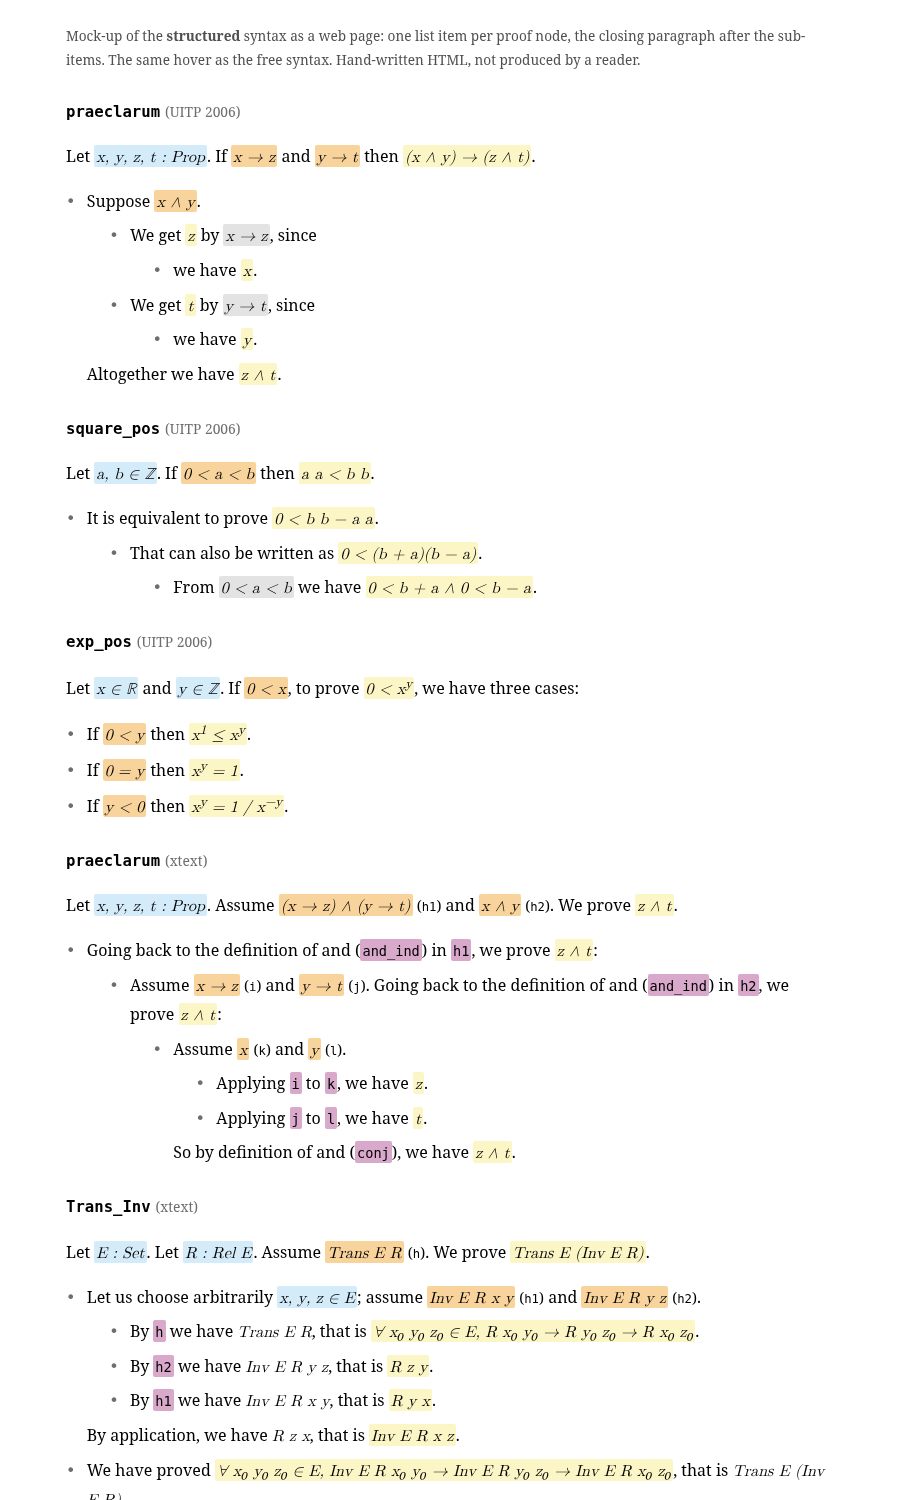 Mock-up of the structured syntax as a web page: one list item per proof node, the closing paragraph after the sub-
items. The same hover as the free syntax. Hand-written HTML, not produced by a reader.
praeclarum (UITP 2006)
Let x, y, z, t : Prop. If x → z and y → t then (x ∧ y) → (z ∧ t).
• Suppose x ∧ y.
• We get z by x → z, since
• we have x.
• We get t by y → t, since
• we have y.
Altogether we have z ∧ t.
square_pos (UITP 2006)
Let a, b ∈ ℤ. If 0 < a < b then a a < b b.
• It is equivalent to prove 0 < b b − a a.
• That can also be written as 0 < (b + a)(b − a).
• From 0 < a < b we have 0 < b + a ∧ 0 < b − a.
exp_pos (UITP 2006)
Let x ∈ ℝ and y ∈ ℤ. If 0 < x, to prove 0 < x^y, we have three cases:
• If 0 < y then x^1 ≤ x^y.
• If 0 = y then x^y = 1.
• If y < 0 then x^y = 1 / x^−y.
praeclarum (xtext)
Let x, y, z, t : Prop. Assume (x → z) ∧ (y → t) (h1) and x ∧ y (h2). We prove z ∧ t.
• Going back to the definition of and (and_ind) in h1, we prove z ∧ t:
• Assume x → z (i) and y → t (j). Going back to the definition of and (and_ind) in h2, we
prove z ∧ t:
• Assume x (k) and y (l).
• Applying i to k, we have z.
• Applying j to l, we have t.
So by definition of and (conj), we have z ∧ t.
Trans_Inv (xtext)
Let E : Set. Let R : Rel E. Assume Trans E R (h). We prove Trans E (Inv E R).
• Let us choose arbitrarily x, y, z ∈ E; assume Inv E R x y (h1) and Inv E R y z (h2).
• By h we have Trans E R, that is ∀ x₀ y₀ z₀ ∈ E, R x₀ y₀ → R y₀ z₀ → R x₀ z₀.
• By h2 we have Inv E R y z, that is R z y.
• By h1 we have Inv E R x y, that is R y x.
By application, we have R z x, that is Inv E R x z.
• We have proved ∀ x₀ y₀ z₀ ∈ E, Inv E R x₀ y₀ → Inv E R y₀ z₀ → Inv E R x₀ z₀, that is Trans E (Inv
E R)